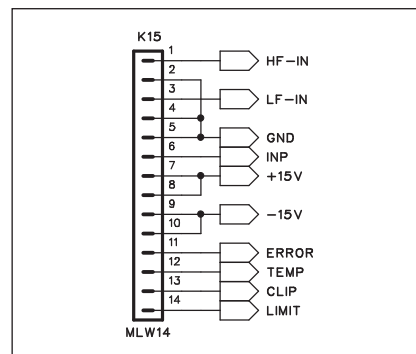 K15
1 HF-IN
2
3 LF-IN
4
5 GND
6 INP
7 +15V
8
9 -15V
10
11 ERROR
12 TEMP
13 CLIP
14 LIMIT
MLW14